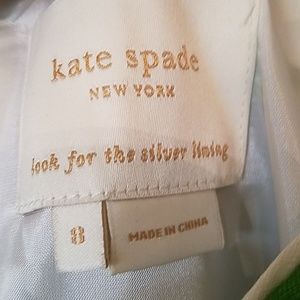 kate spade
NEW YORK
look for the silver lining
8
MADE IN CHINA